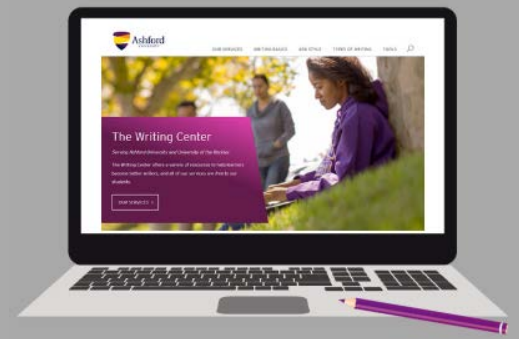 Ashford
UNIVERSITY
OUR SERVICES WRITING BASICS APA STYLE TYPES OF WRITING TOOLS
The Writing Center
Serving Ashford University and University of the Rockies
The Writing Center offers a variety of resources to help learners
become better writers, and all of our services are free to our
students.
OUR SERVICES >